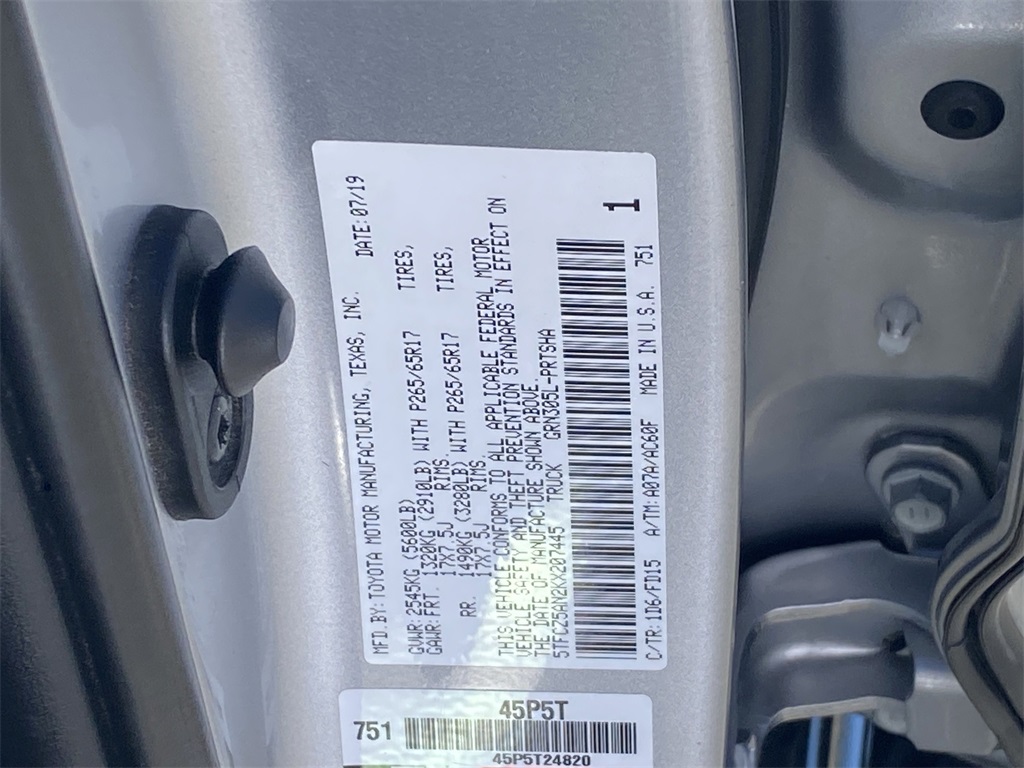 MFD.BY:TOYOTA MOTOR MANUFACTURING, TEXAS, INC. DATE:07/19
GVWR:2545KG (5600LB)
GAWR:FRT. 1320KG (2910LB) WITH P265/65R17 TIRES,
17X7.5J RIMS
RR. 1490KG (3280LB) WITH P265/65R17 TIRES,
17X7.5J RIMS
THIS VEHICLE CONFORMS TO ALL APPLICABLE FEDERAL MOTOR
VEHICLE SAFETY AND THEFT PREVENTION STANDARDS IN EFFECT ON
THE DATE OF MANUFACTURE SHOWN ABOVE.
5TFCZ5AN2KX207445 TRUCK GRN305L-PRTSHA
1
C/TR:1D6/FD15 A/TM:A07A/AC60F MADE IN U.S.A. 751
45P5T
751
45P5T24820